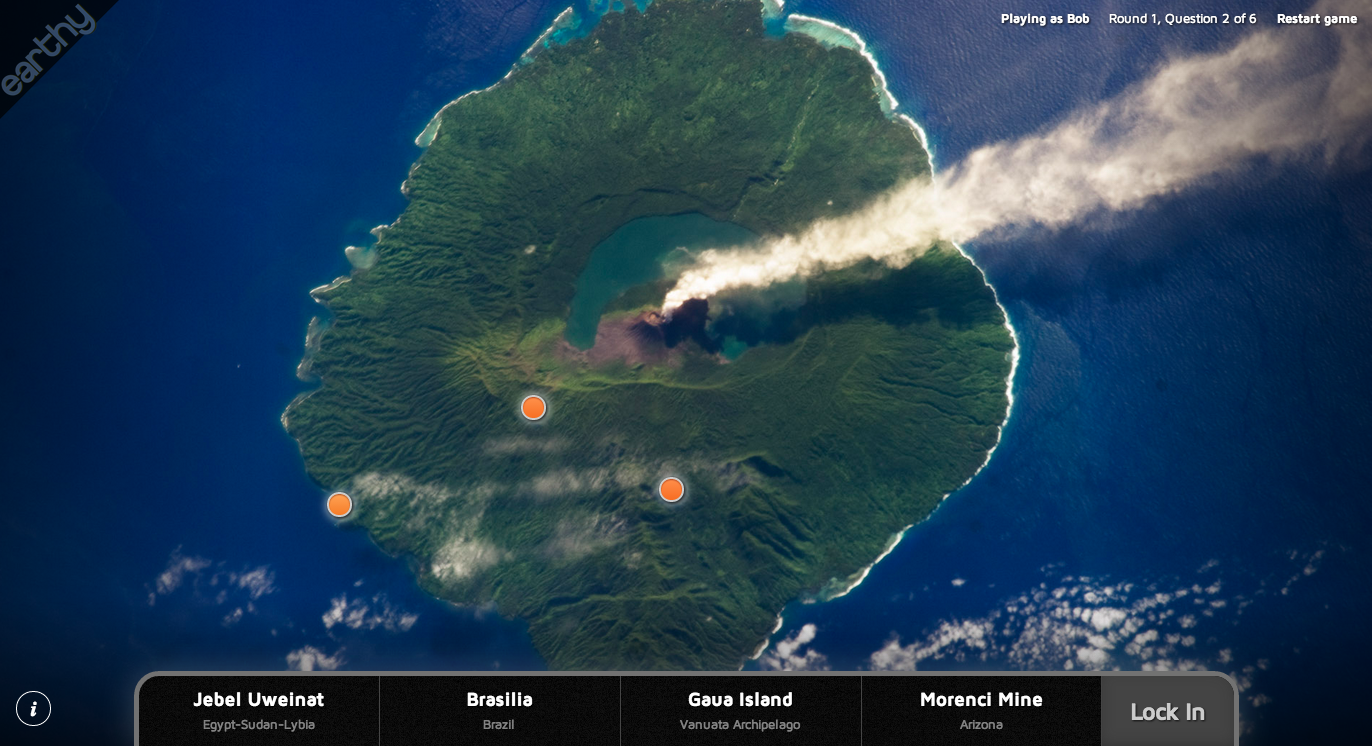 earthy
Playing as Bob Round 1, Question 2 of 6 Restart game
Jebel Uweinat
Egypt-Sudan-Lybia
Brasilia
Brazil
Gaua Island
Vanuata Archipelago
Morenci Mine
Arizona
Lock In
i